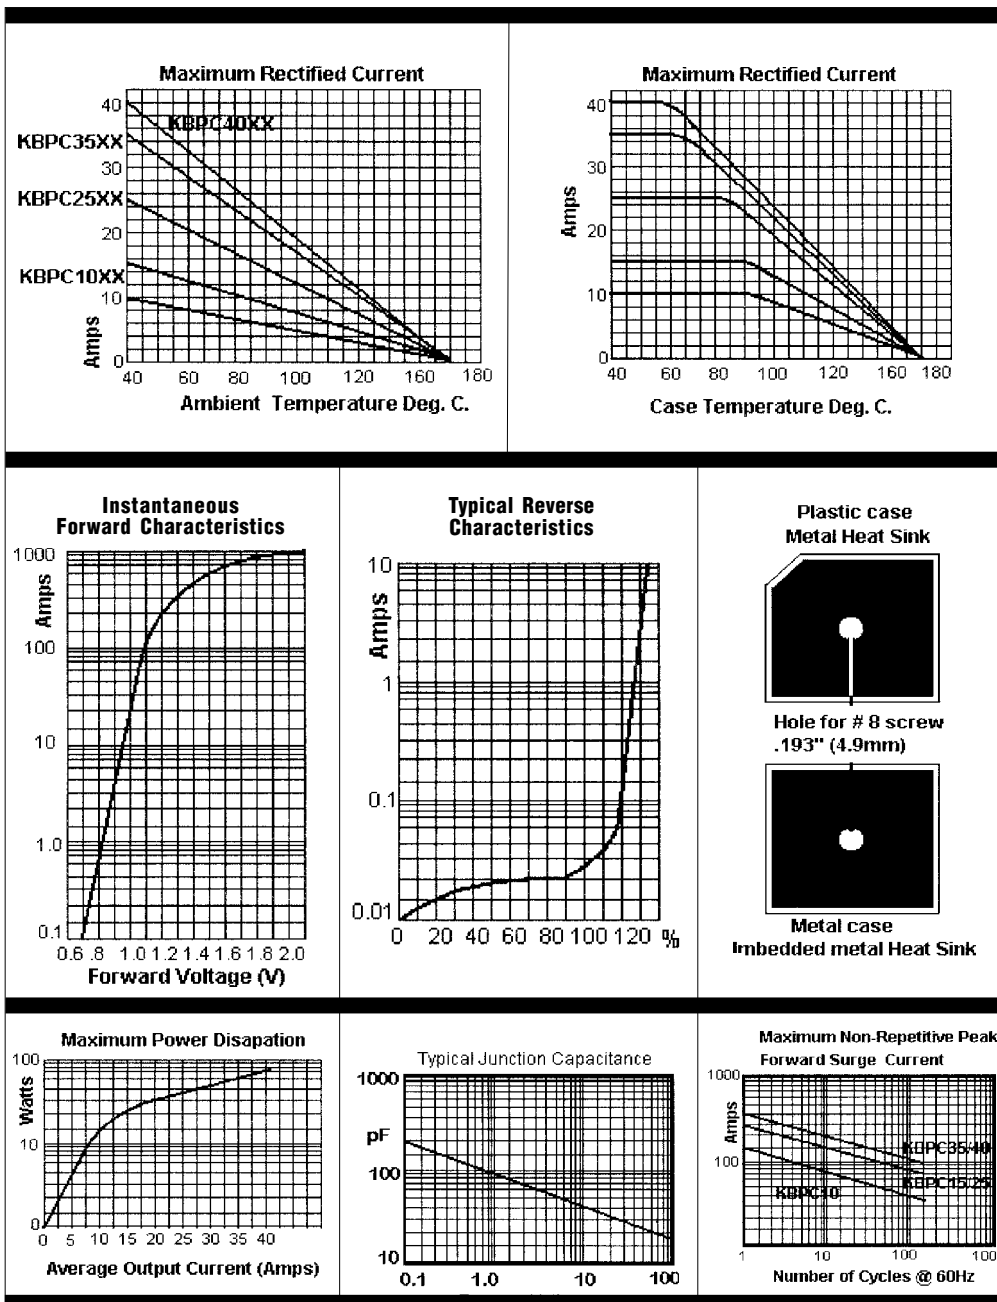 Maximum Rectified Current
40
KBPC40XX
KBPC35XX
30
KBPC25XX
20
KBPC10XX
10
0
Amps
40 60 80 100 120 160 180
Ambient Temperature Deg. C.
Maximum Rectified Current
40
30
20
10
0
Amps
40 60 80 100 120 160 180
Case Temperature Deg. C.
Instantaneous
Forward Characteristics
1000
100
10
1.0
0.1
Amps
0.6 .8 1.0 1.2 1.4 1.6 1.8 2.0
Forward Voltage (V)
Typical Reverse
Characteristics
10
1
0.1
0.01
Amps
0 20 40 60 80 100 120 %
Plastic case
Metal Heat Sink
Hole for # 8 screw
.193" (4.9mm)
Metal case
Imbedded metal Heat Sink
Maximum Power Disapation
100
10
0
Watts
0 5 10 15 20 25 30 35 40
Average Output Current (Amps)
Typical Junction Capacitance
1000
pF
100
10
0.1 1.0 10 100
Maximum Non-Repetitive Peak
Forward Surge Current
1000
Amps
100
KBPC35/40
KBPC15/25
KBPC10
1 10 100 100
Number of Cycles @ 60Hz